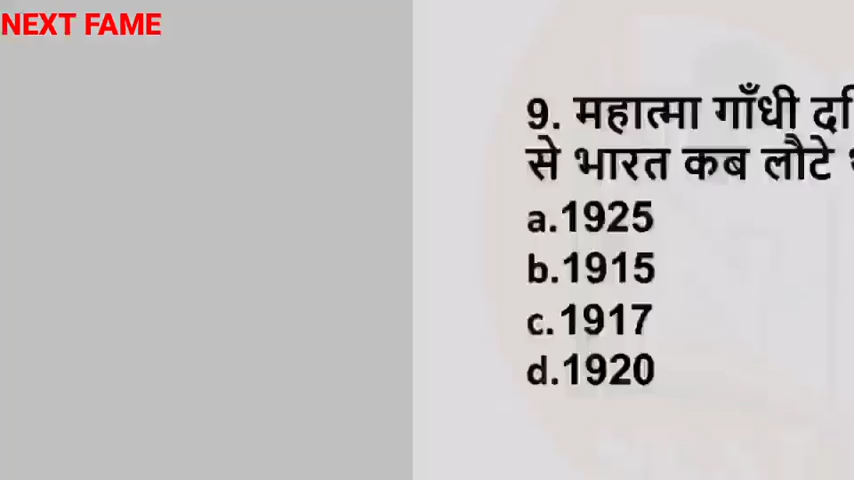 NEXT FAME
9. महात्मा गाँधी
से भारत कब लौटे
a.1925
b.1915
c.1917
d.1920